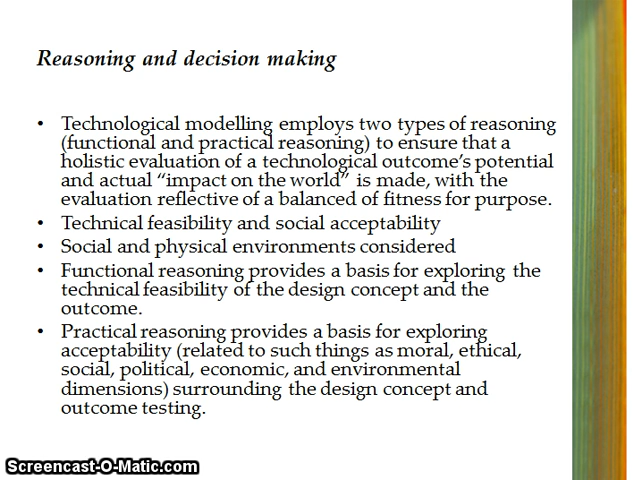 Reasoning and decision making
• Technological modelling employs two types of reasoning
(functional and practical reasoning) to ensure that a
holistic evaluation of a technological outcome's potential
and actual "impact on the world" is made, with the
evaluation reflective of a balanced of fitness for purpose.
• Technical feasibility and social acceptability
• Social and physical environments considered
• Functional reasoning provides a basis for exploring the
technical feasibility of the design concept and the
outcome.
• Practical reasoning provides a basis for exploring
acceptability (related to such things as moral, ethical,
social, political, economic, and environmental
dimensions) surrounding the design concept and
outcome testing.
Screencast-O-Matic.com